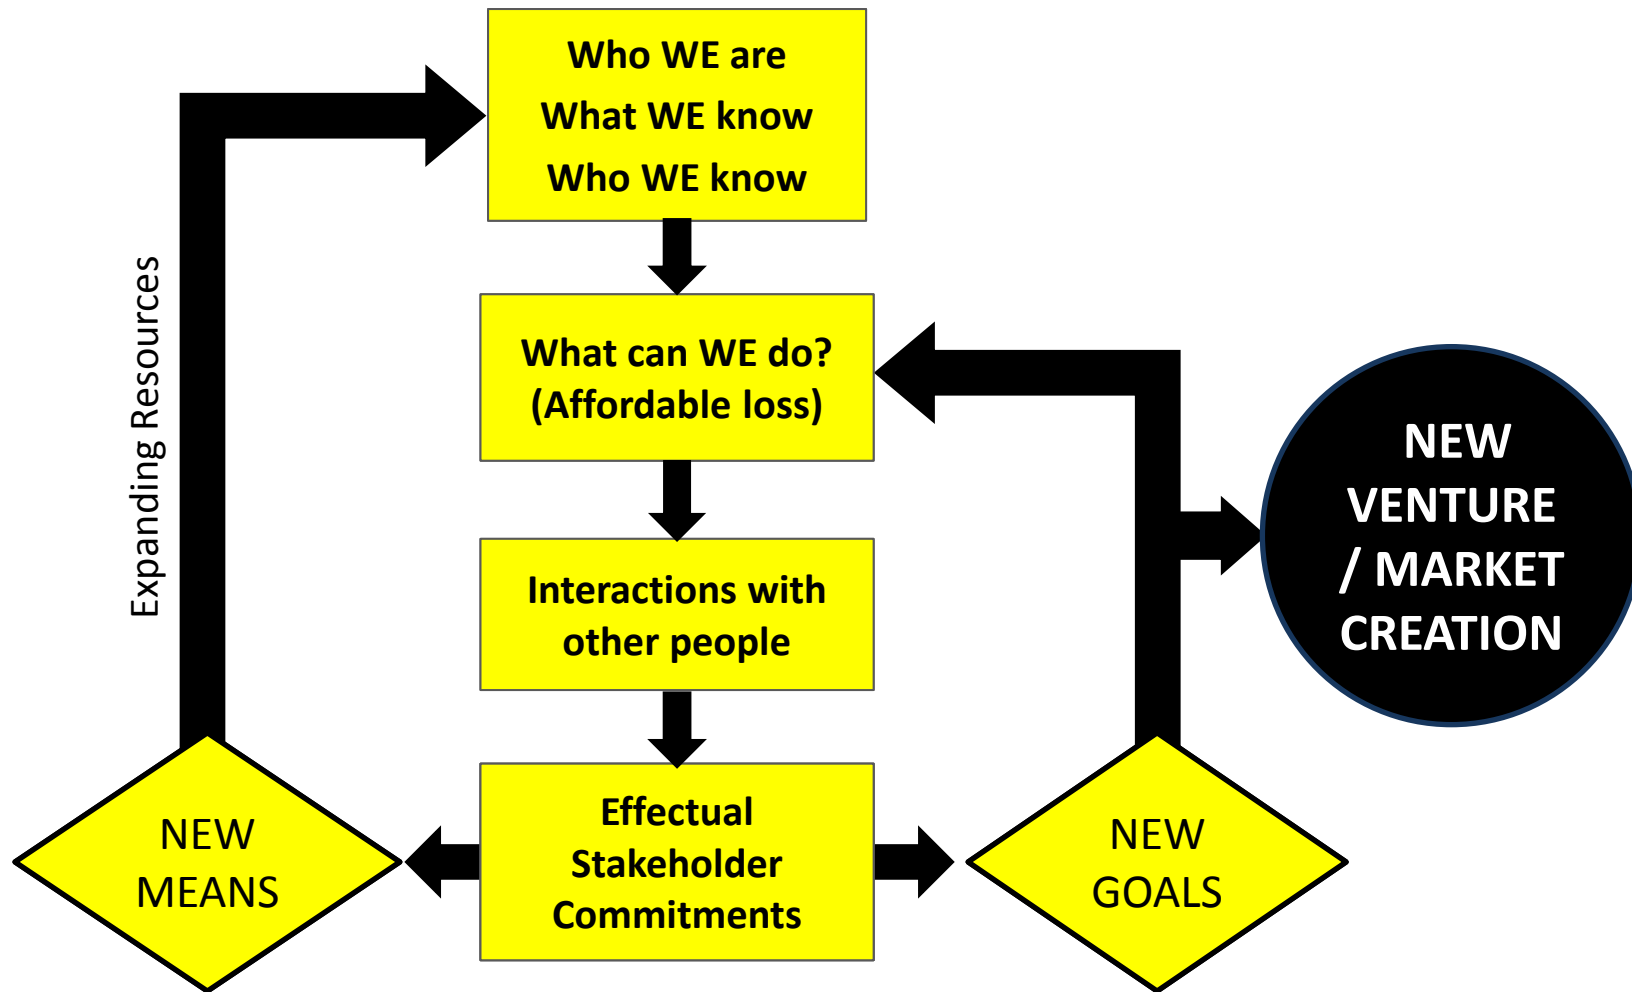 Who WE are
What WE know
Who WE know
Expanding Resources
What can WE do?
(Affordable loss)
NEW
VENTURE
/ MARKET
CREATION
Interactions with
other people
NEW
MEANS
Effectual
Stakeholder
Commitments
NEW
GOALS